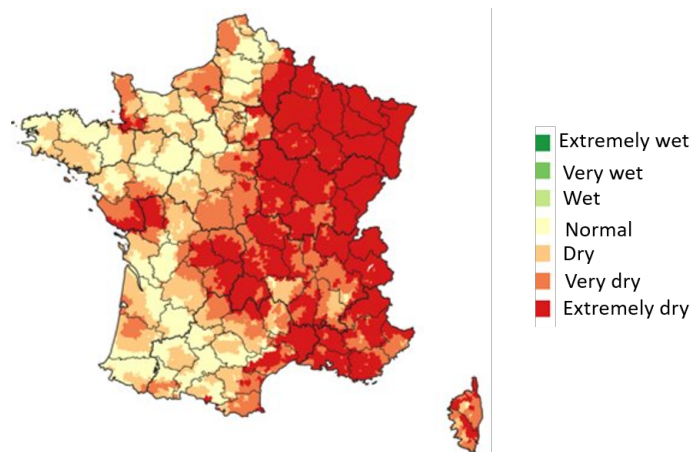 Extremely wet
Very wet
Wet
Normal
Dry
Very dry
Extremely dry